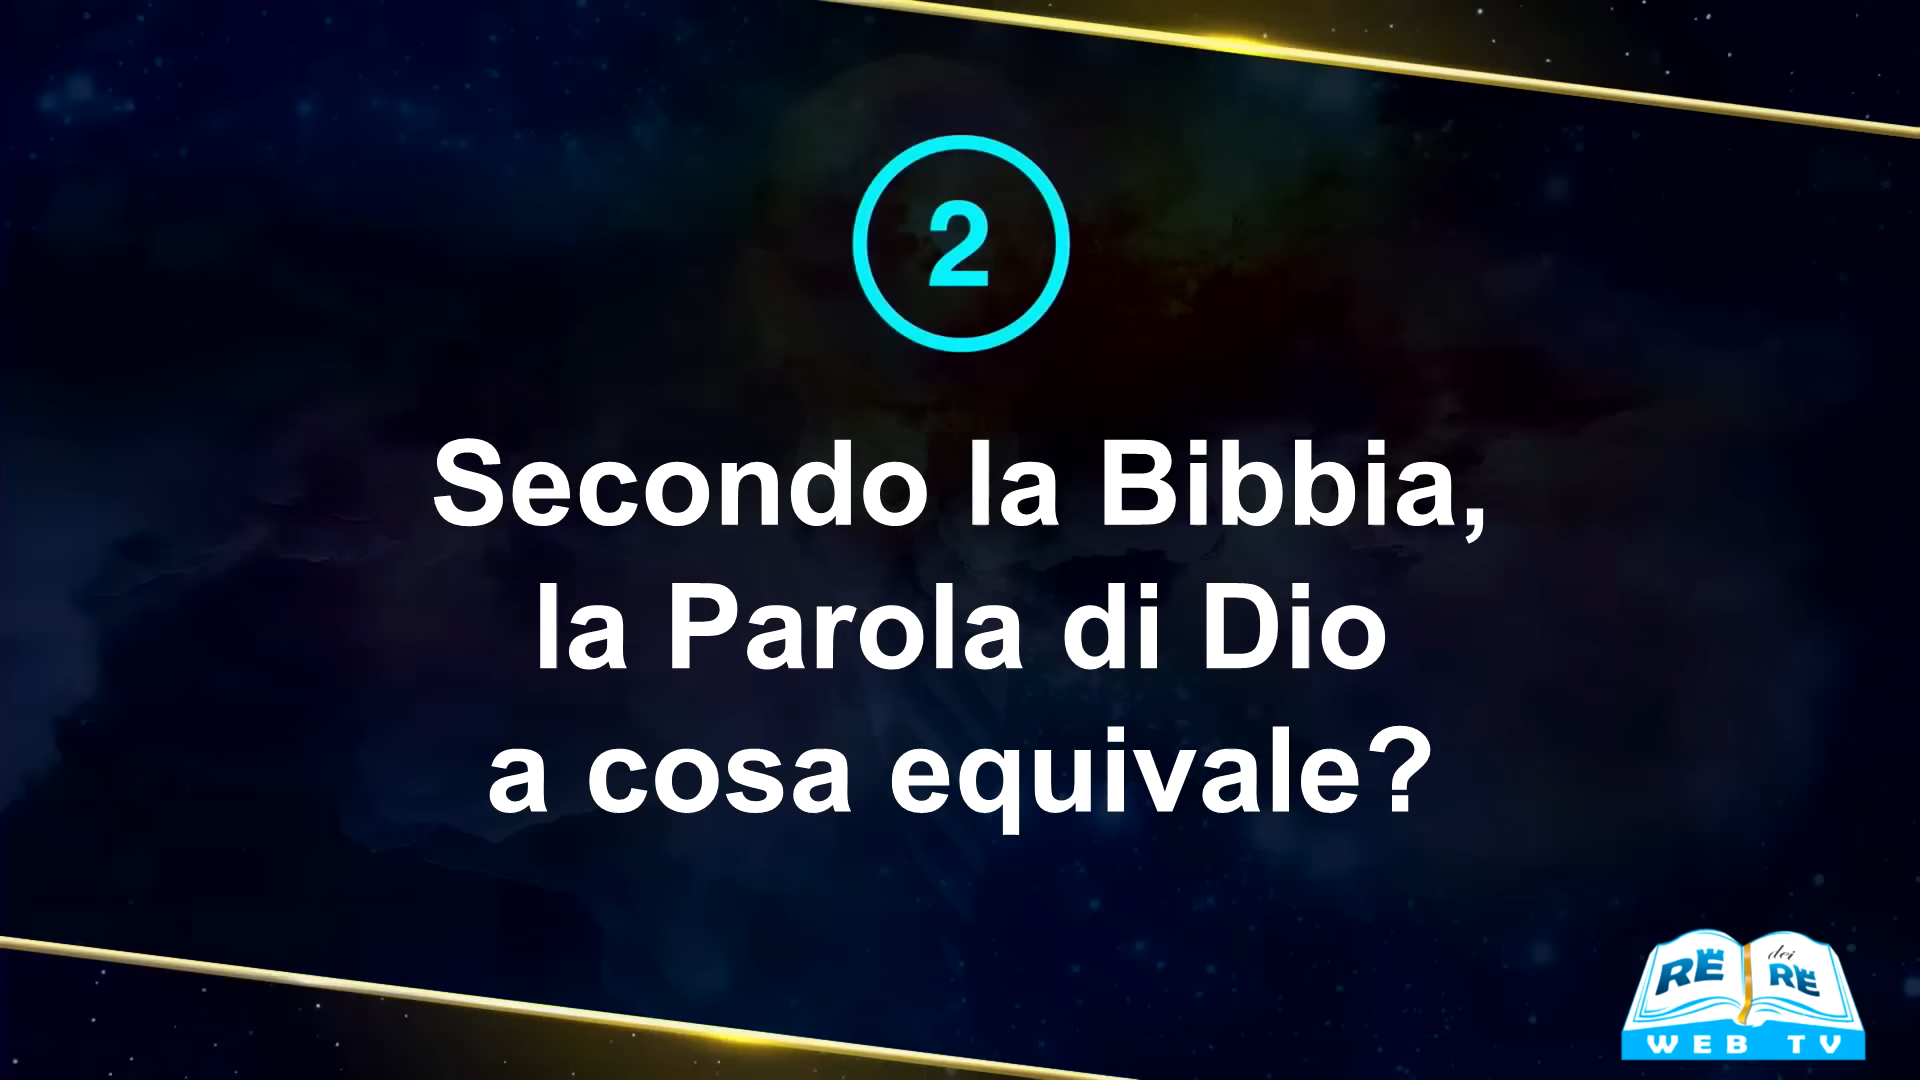 2
Secondo la Bibbia,
la Parola di Dio
a cosa equivale?
RE dei RE
WEB TV